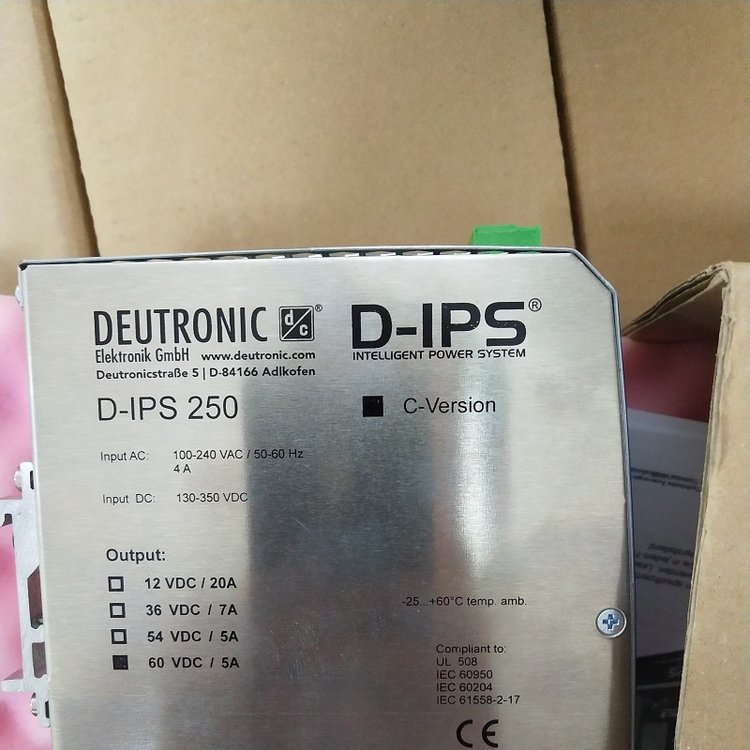 DEUTRONIC d/c®
Elektronik GmbH www.deutronic.com
Deutronicstraße 5 | D-84166 Adlkofen
D-IPS®
INTELLIGENT POWER SYSTEM
D-IPS 250
■ C-Version
Input AC: 100-240 VAC / 50-60 Hz
4 A
Input DC: 130-350 VDC
Output:
☐ 12 VDC / 20A
☐ 36 VDC / 7A
☐ 54 VDC / 5A
■ 60 VDC / 5A
-25...+60°C temp. amb.
Compliant to:
UL 508
IEC 60950
IEC 60204
IEC 61558-2-17
CE